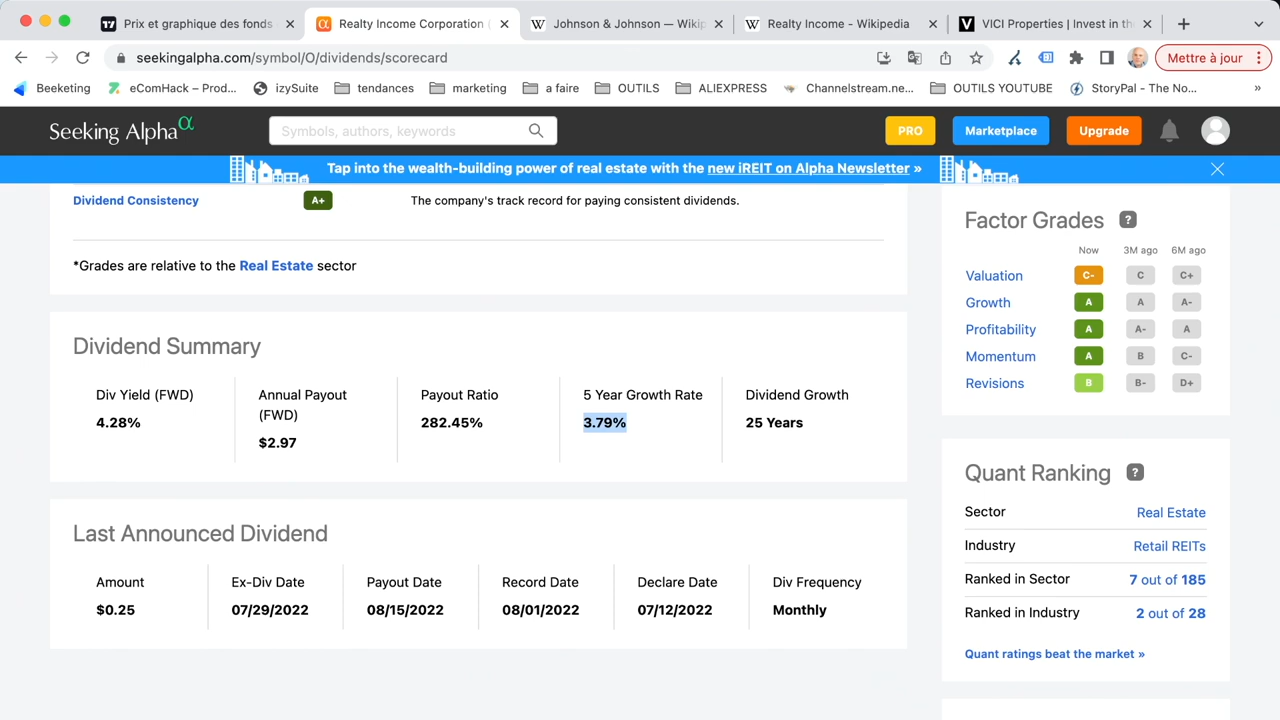 Prix et graphique des fonds
Realty Income Corporation (
Johnson & Johnson — Wikip
Realty Income - Wikipedia
VICI Properties | Invest in the
seekingalpha.com/symbol/O/dividends/scorecard
Mettre à jour
Beeketing
eComHack – Prod...
izySuite
tendances
marketing
a faire
OUTILS
ALIEXPRESS
Channelstream.ne...
OUTILS YOUTUBE
StoryPal - The No...
»
Seeking Alpha α
Symbols, authors, keywords
PRO
Marketplace
Upgrade
Tap into the wealth-building power of real estate with the new iREIT on Alpha Newsletter »
Dividend Consistency A+ The company's track record for paying consistent dividends.
*Grades are relative to the Real Estate sector
Dividend Summary
Div Yield (FWD)
4.28%
Annual Payout
(FWD)
$2.97
Payout Ratio
282.45%
5 Year Growth Rate
3.79%
Dividend Growth
25 Years
Last Announced Dividend
Amount
$0.25
Ex-Div Date
07/29/2022
Payout Date
08/15/2022
Record Date
08/01/2022
Declare Date
07/12/2022
Div Frequency
Monthly
Factor Grades ?
Now 3M ago 6M ago
Valuation C- C C+
Growth A A A-
Profitability A A- A
Momentum A B C-
Revisions B B- D+
Quant Ranking ?
Sector Real Estate
Industry Retail REITs
Ranked in Sector 7 out of 185
Ranked in Industry 2 out of 28
Quant ratings beat the market »